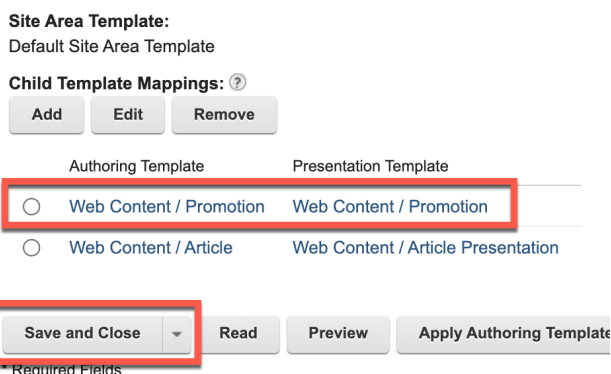 Site Area Template:
Default Site Area Template
Child Template Mappings: ?
Add Edit Remove
Authoring Template Presentation Template
Web Content / Promotion Web Content / Promotion
Web Content / Article Web Content / Article Presentation
Save and Close Read Preview Apply Authoring Template
* Required Fields